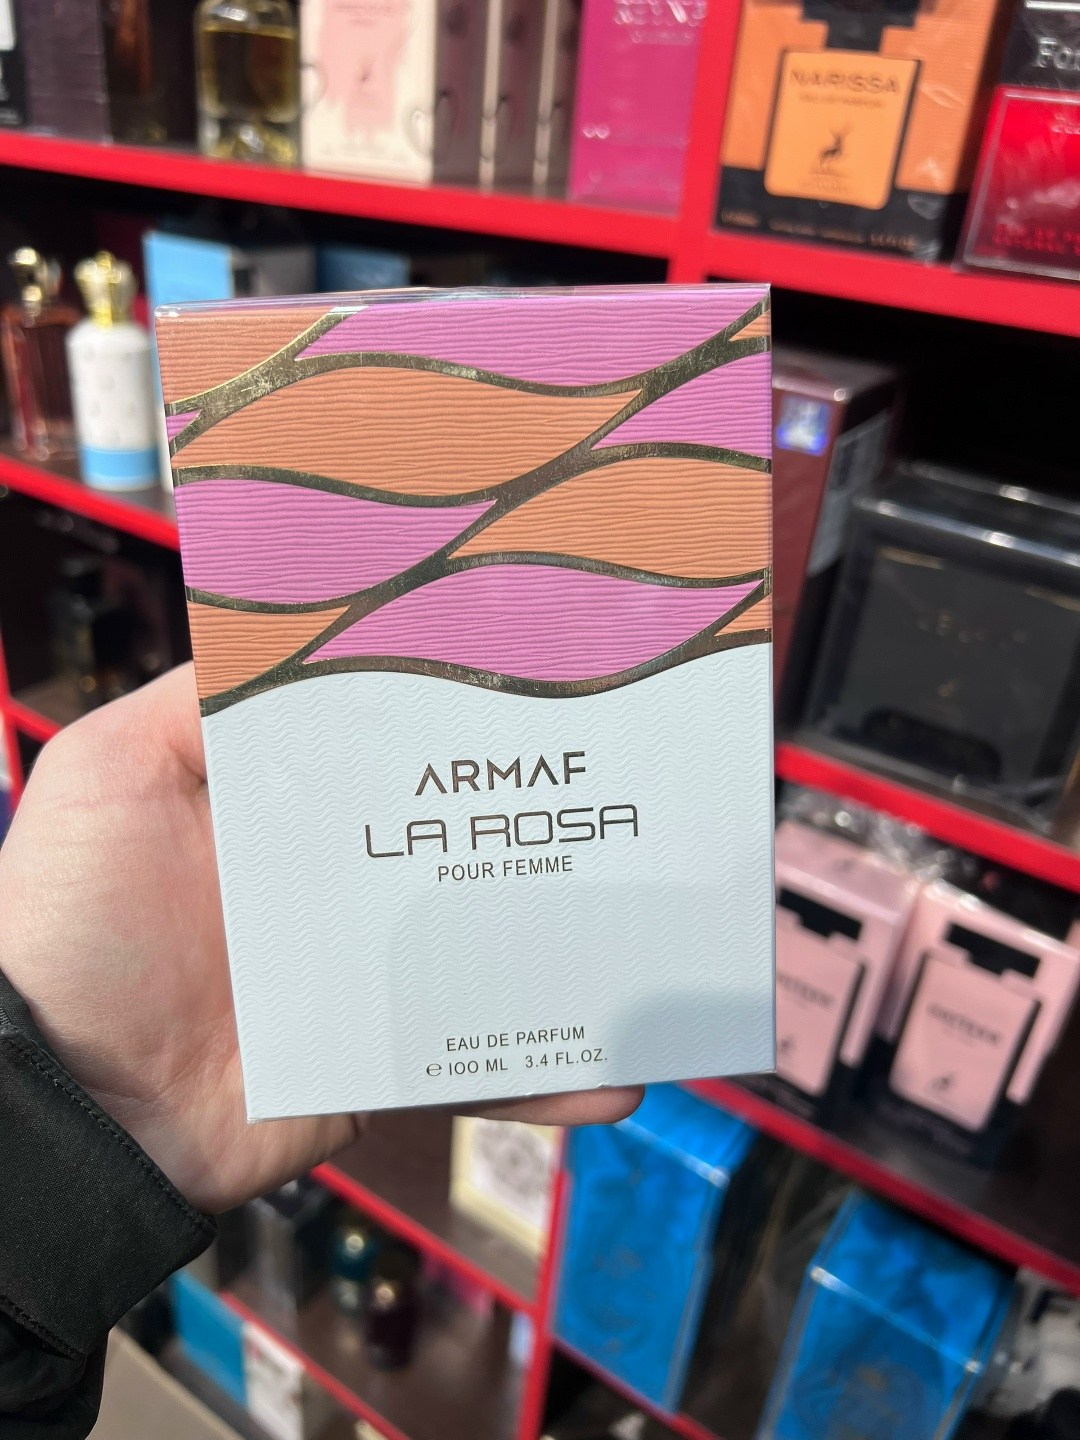 NARISSA
ARMAF
LA ROSA
POUR FEMME
EAU DE PARFUM
℮ 100 ML 3.4 FL.OZ.